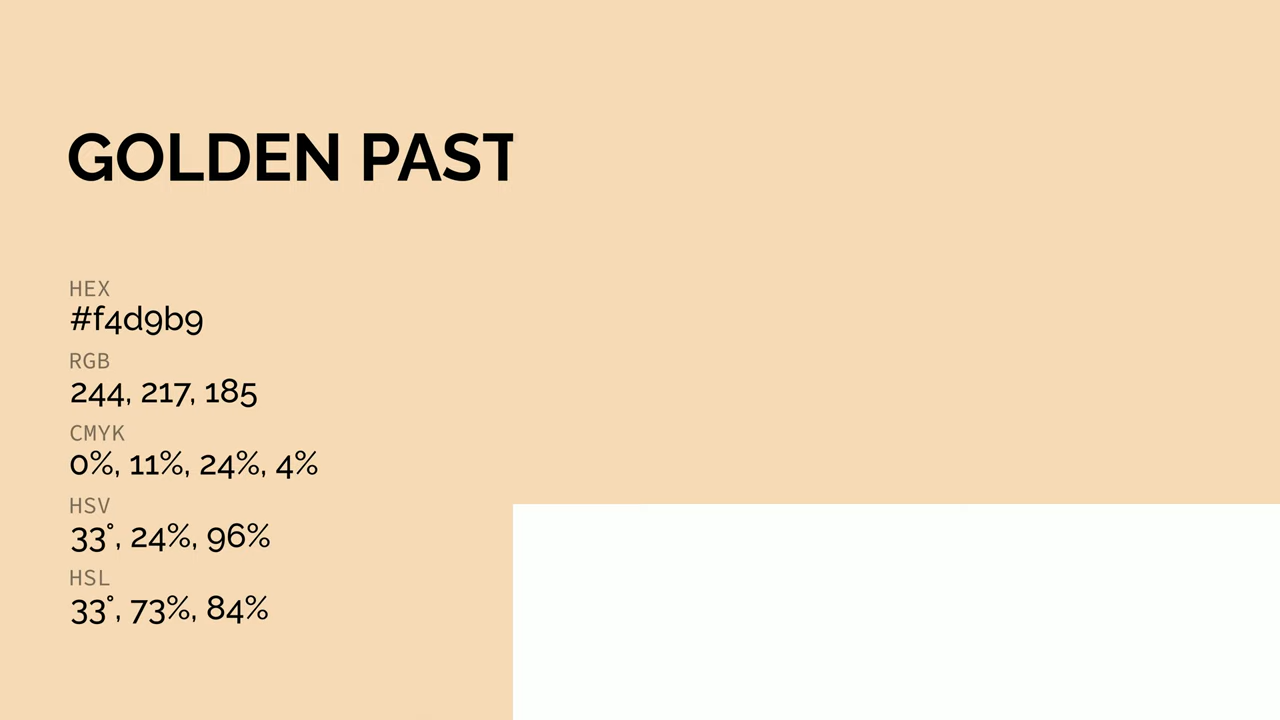 GOLDEN PAST
HEX
#f4d9b9
RGB
244, 217, 185
CMYK
0%, 11%, 24%, 4%
HSV
33°, 24%, 96%
HSL
33°, 73%, 84%